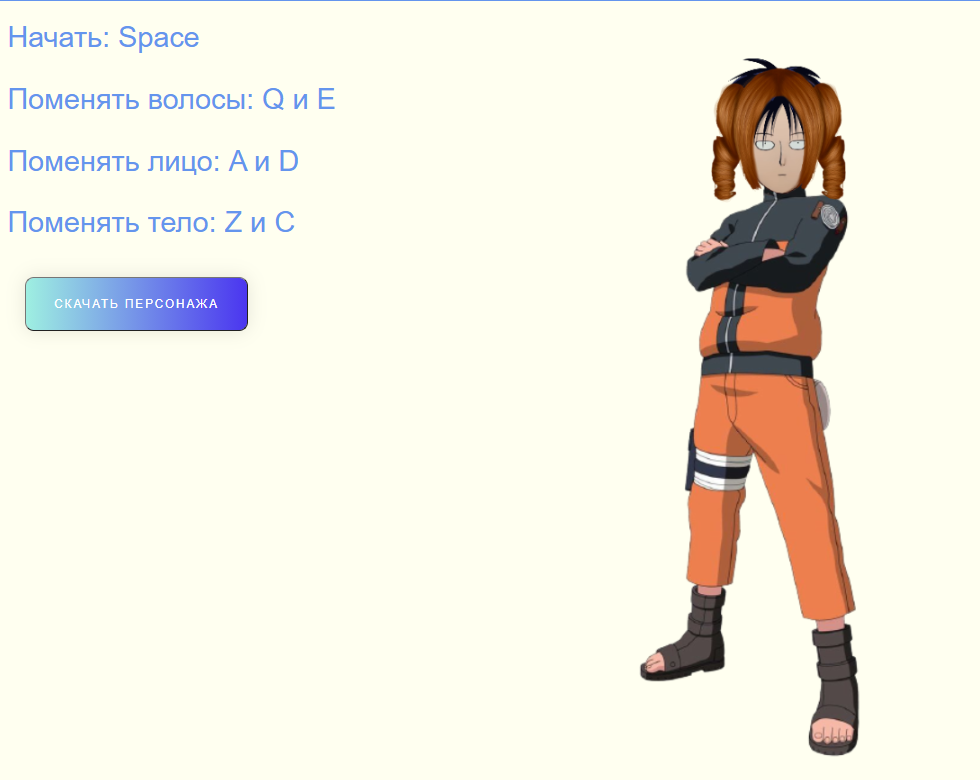 Начать: Space
Поменять волосы: Q и E
Поменять лицо: A и D
Поменять тело: Z и C
СКАЧАТЬ ПЕРСОНАЖА